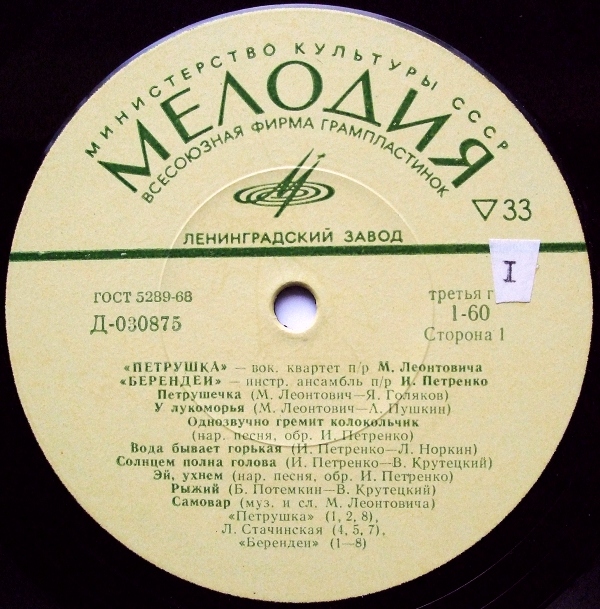 МИНИСТЕРСТВО КУЛЬТУРЫ СССР
МЕЛОДИЯ
ВСЕСОЮЗНАЯ ФИРМА ГРАМПЛАСТИНОК
33
ЛЕНИНГРАДСКИЙ ЗАВОД
I
ГОСТ 5289-68
третья г
Д-030875
1-60
Сторона 1
«ПЕТРУШКА» — вок. квартет п/р М. Леонтовича
«БЕРЕНДЕИ» — инстр. ансамбль п/р И. Петренко
Петрушечка (М. Леонтович—Я. Голяков)
У лукоморья (М. Леонтович—А. Пушкин)
Однозвучно гремит колокольчик
(нар. песня, обр. И. Петренко)
Вода бывает горькая (И. Петренко—Л. Норкин)
Солнцем полна голова (И. Петренко—В. Крутецкий)
Эй, ухнем (нар. песня, обр. И. Петренко)
Рыжий (Б. Потемкин—В. Крутецкий)
Самовар (муз. и сл. М. Леонтовича)
«Петрушка» (1, 2, 8),
Л. Стачинская (4, 5, 7),
«Берендеи» (1—8)